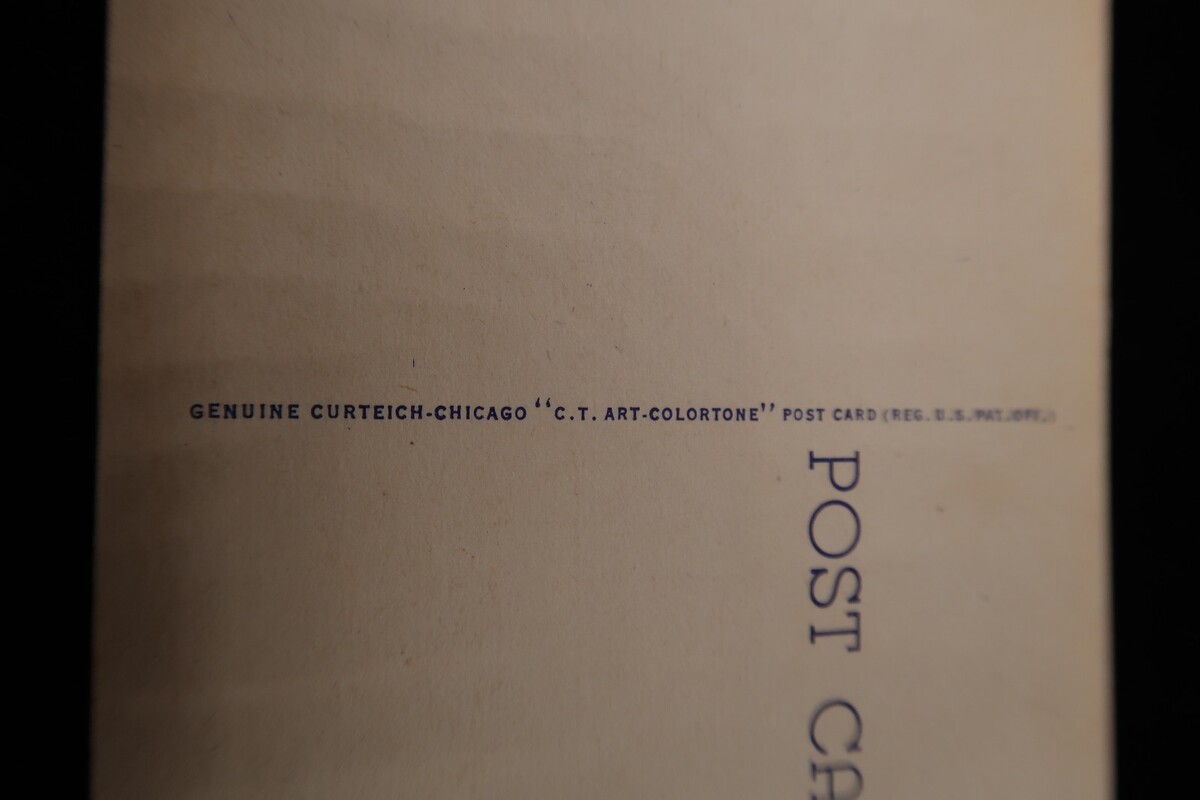 GENUINE CURTEICH-CHICAGO “C.T. ART-COLORTONE” POST CARD (REG. U.S. PAT. OFF.)
POST CA